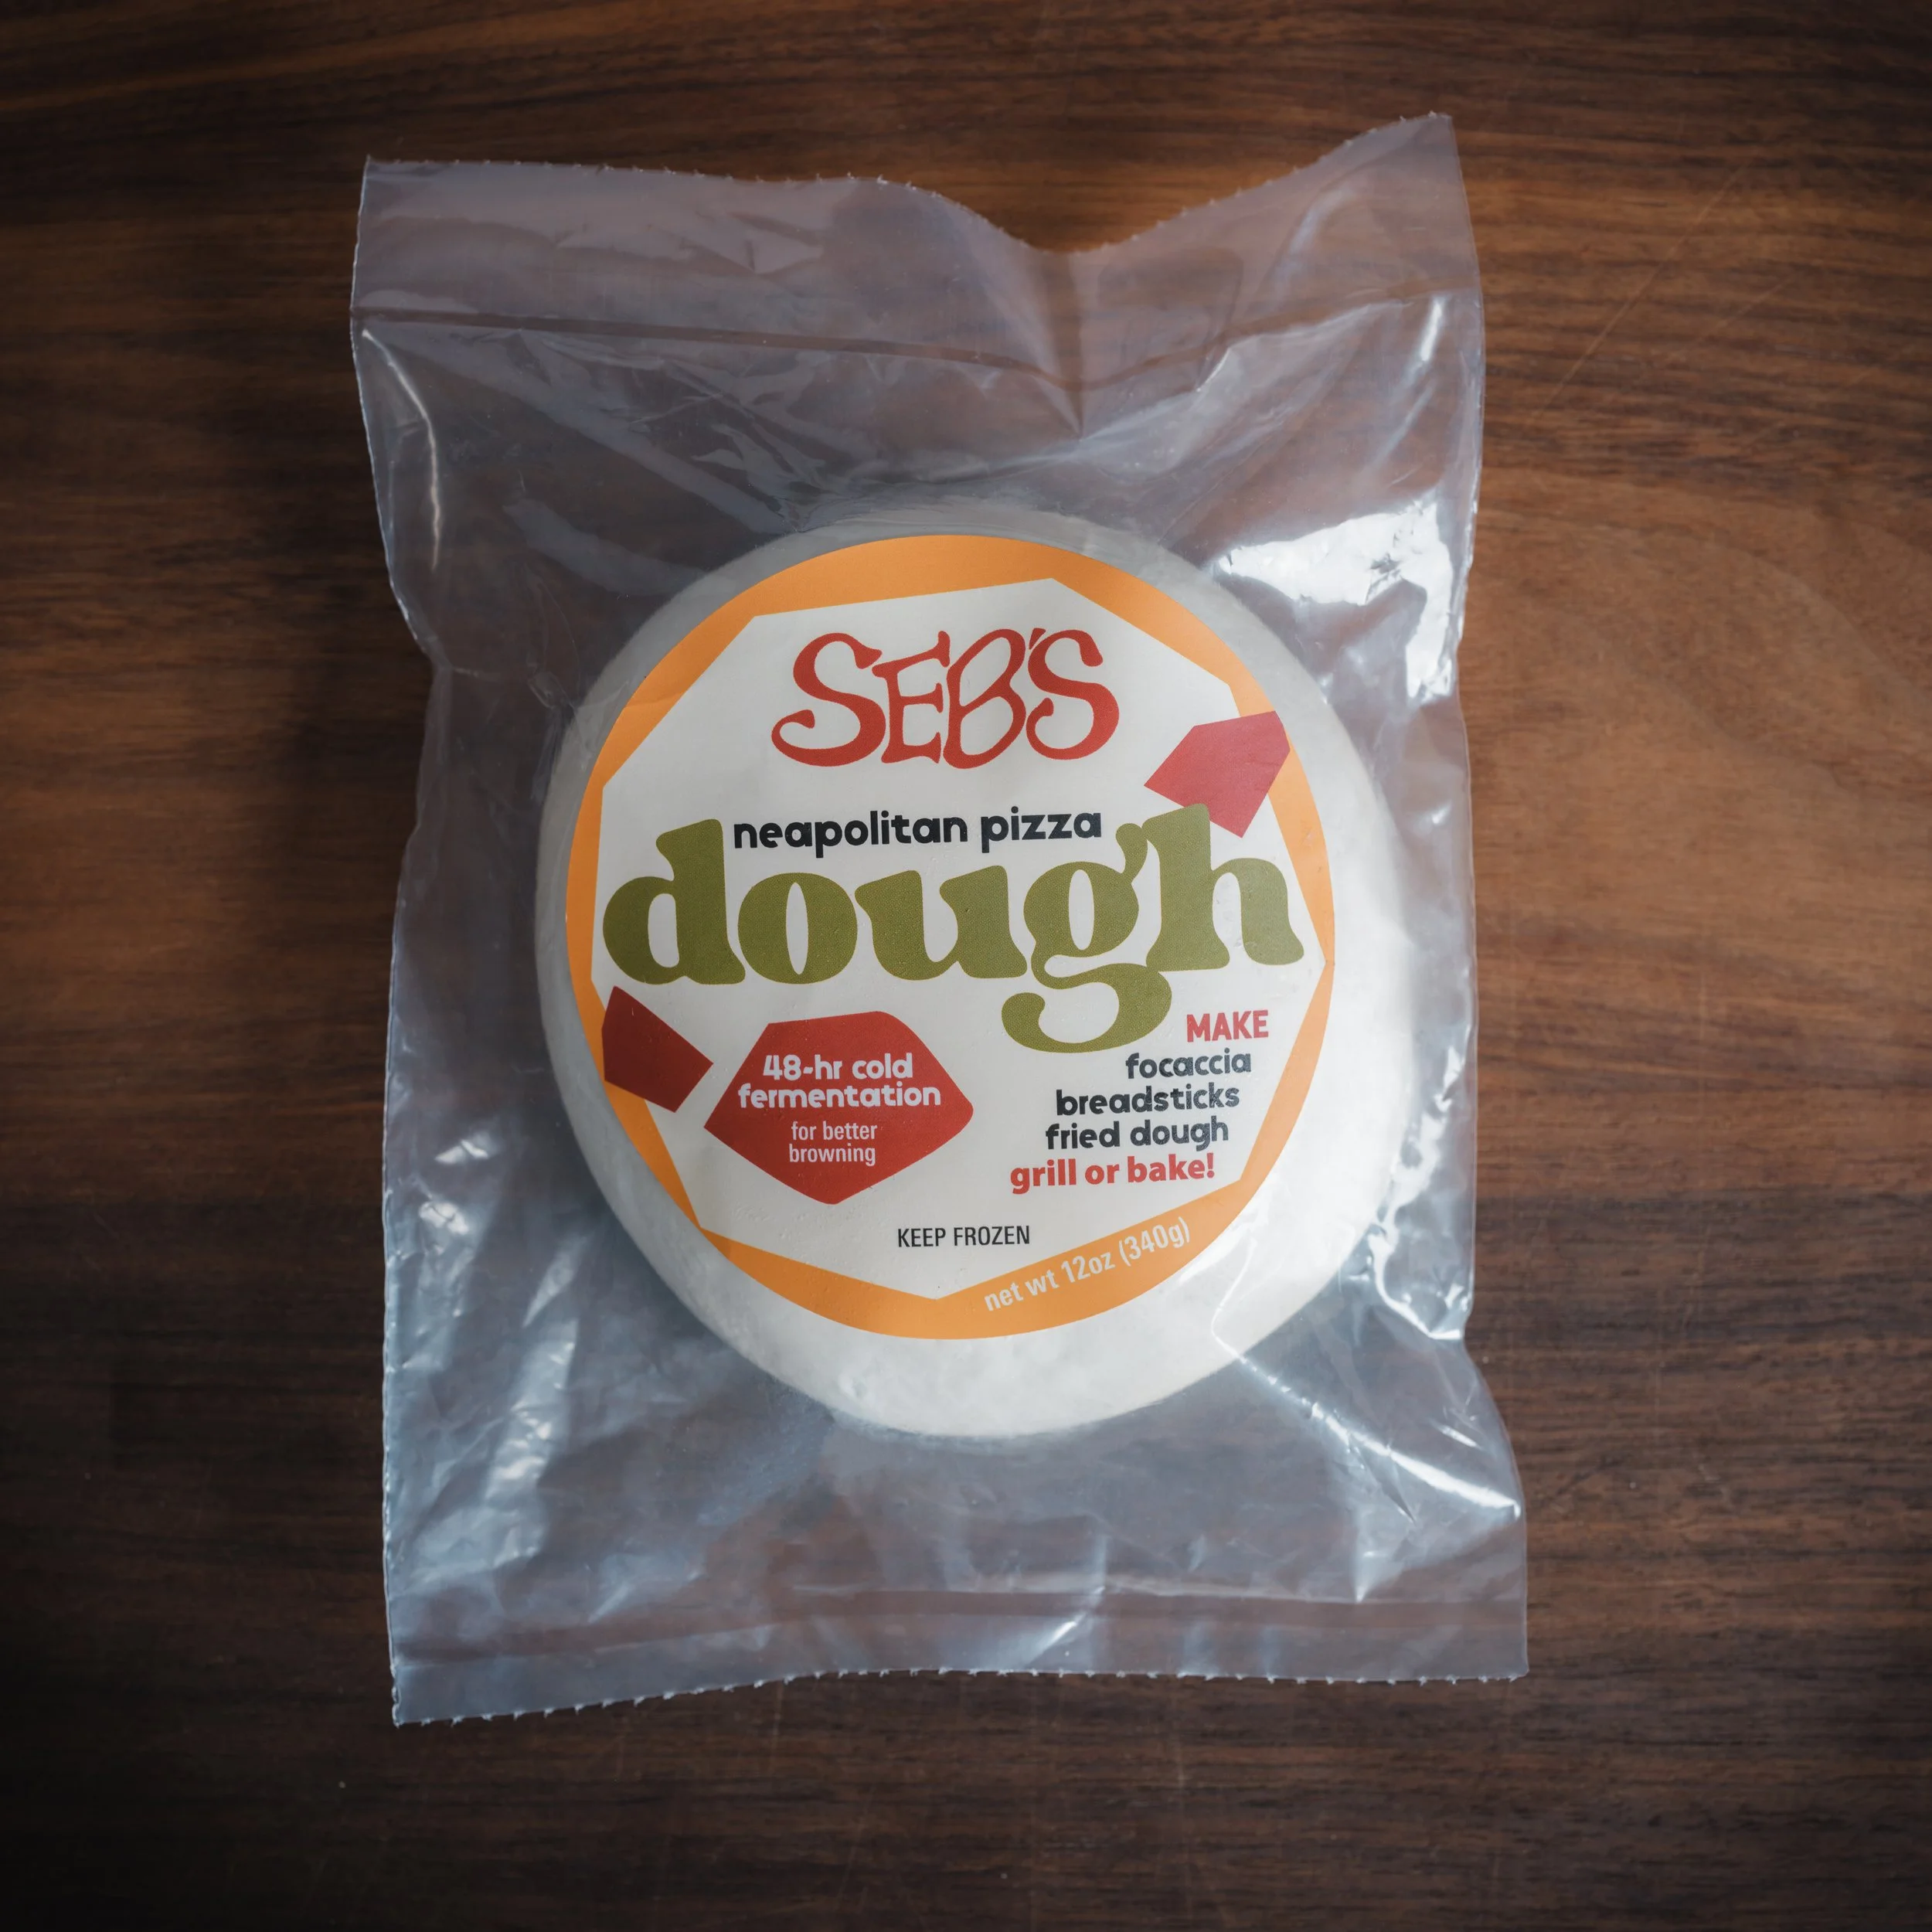 SEB'S
neapolitan pizza
dough
48-hr cold
fermentation
for better
browning
MAKE
focaccia
breadsticks
fried dough
grill or bake!
KEEP FROZEN
net wt 12oz (340g)